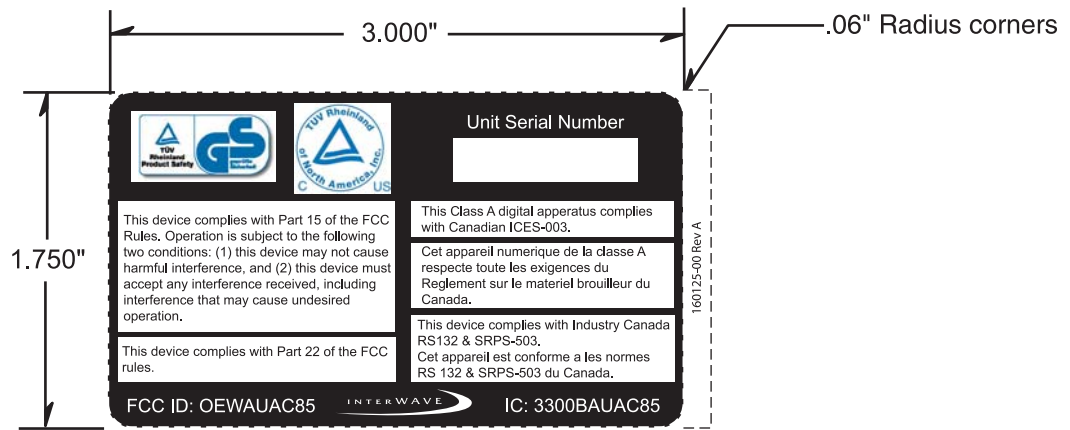 3.000"
.06" Radius corners
1.750"
TÜV
Rheinland
Product Safety
GS
geprüfte
Sicherheit
TÜV Rheinland
of North America, Inc.
C US
Unit Serial Number
This device complies with Part 15 of the FCC
Rules. Operation is subject to the following
two conditions: (1) this device may not cause
harmful interference, and (2) this device must
accept any interference received, including
interference that may cause undesired
operation.
This device complies with Part 22 of the FCC
rules.
This Class A digital apperatus complies
with Canadian ICES-003.
Cet appareil numerique de la classe A
respecte toute les exigences du
Reglement sur le materiel brouilleur du
Canada.
This device complies with Industry Canada
RS132 & SRPS-503.
Cet appareil est conforme a les normes
RS 132 & SRPS-503 du Canada.
FCC ID: OEWAUAC85
INTERWAVE
IC: 3300BAUAC85
160125-00 Rev A